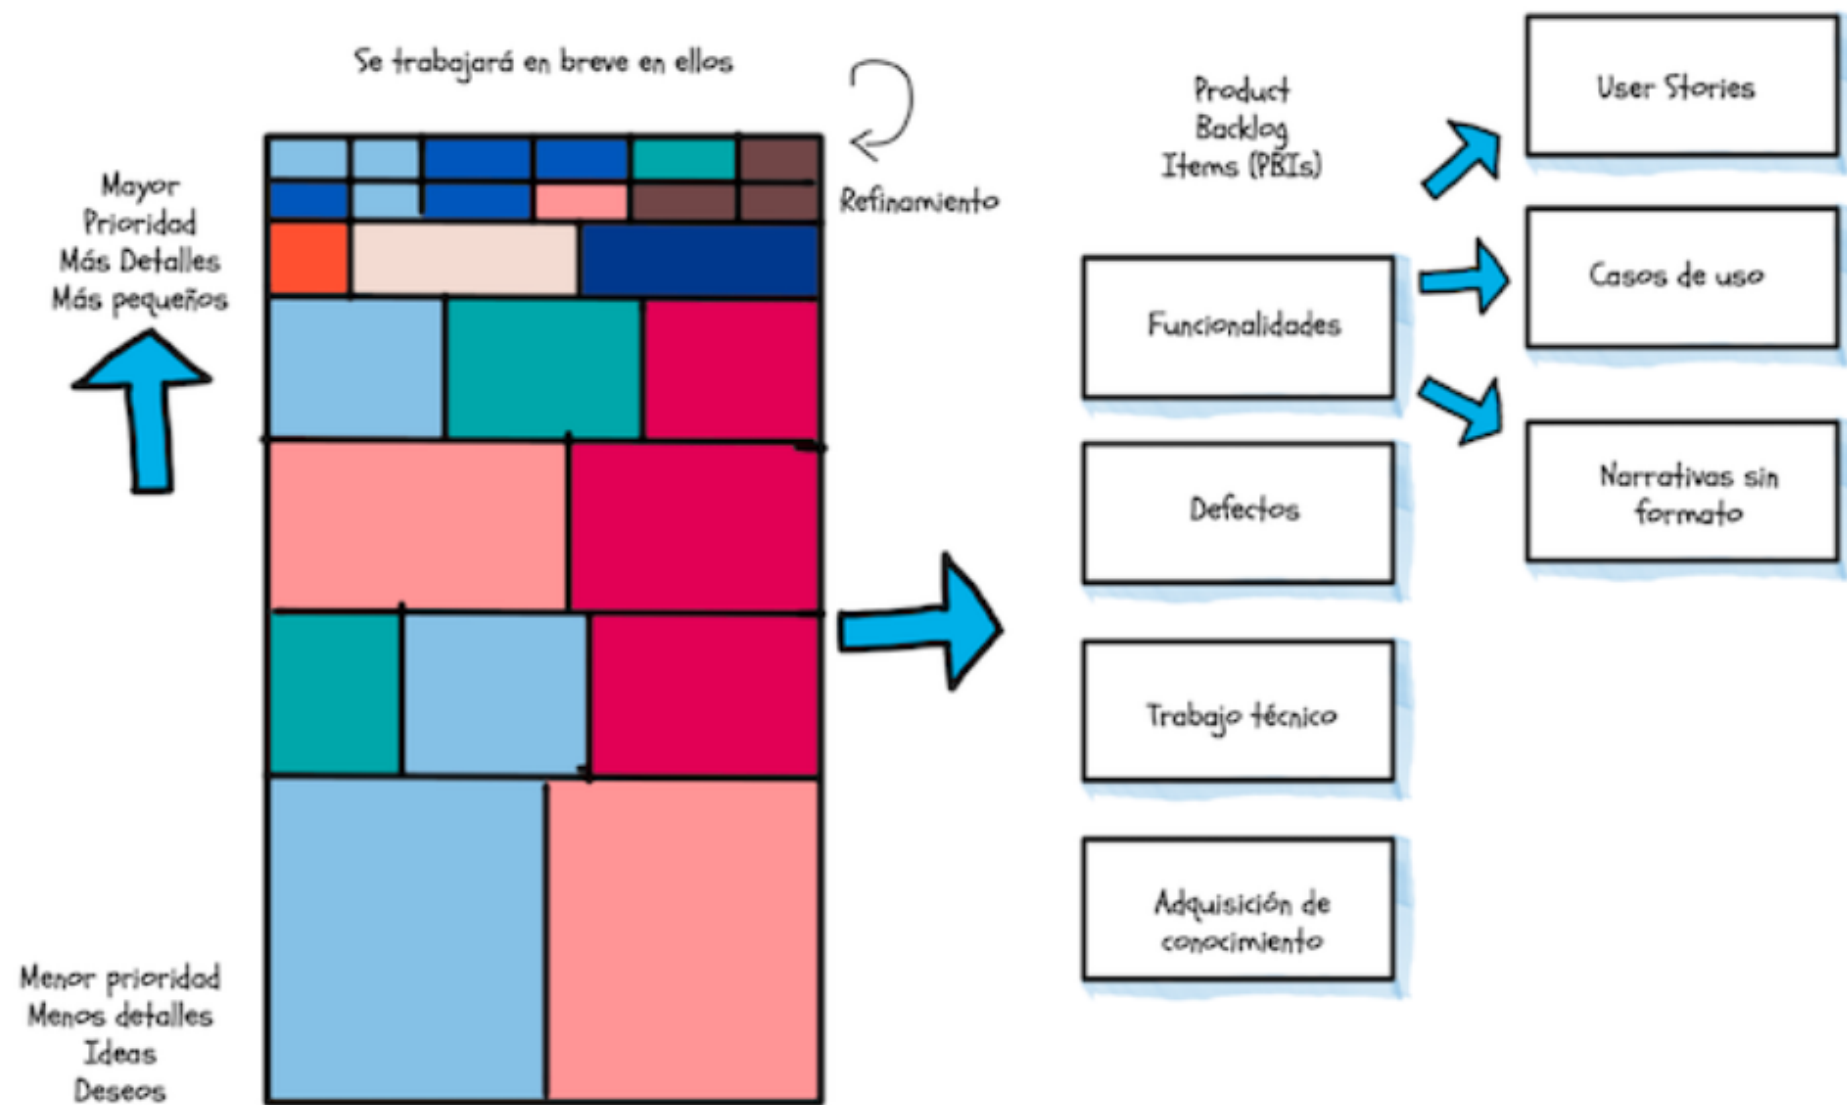 Se trabajará en breve en ellos
Mayor
Prioridad
Más Detalles
Más pequeños
Refinamiento
Menor prioridad
Menos detalles
Ideas
Deseos
Product
Backlog
Items (PBIs)
Funcionalidades
Defectos
Trabajo técnico
Adquisición de
conocimiento
User Stories
Casos de uso
Narrativas sin
formato